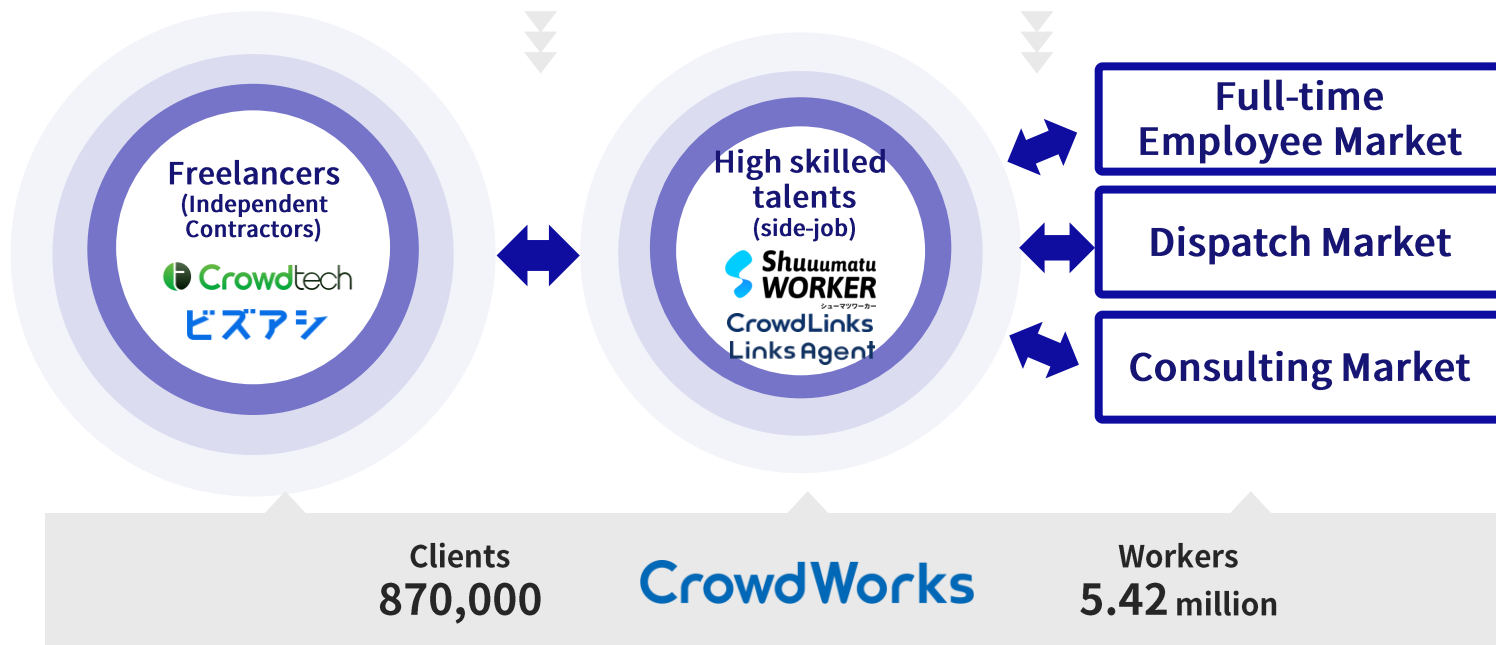 Freelancers
(Independent
Contractors)
Crowdtech
ビズアシ
High skilled
talents
(side-job)
Shuuumatu
WORKER
シューマツワーカー
CrowdLinks
Links Agent
Full-time
Employee Market
Dispatch Market
Consulting Market
Clients
870,000
CrowdWorks
Workers
5.42 million